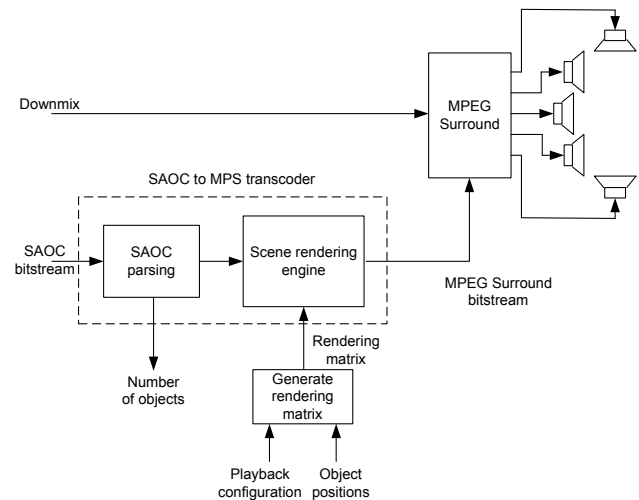 Downmix
MPEG
Surround
SAOC to MPS transcoder
SAOC
bitstream
SAOC
parsing
Scene rendering
engine
MPEG Surround
bitstream
Rendering
matrix
Number
of objects
Generate
rendering
matrix
Playback
configuration
Object
positions